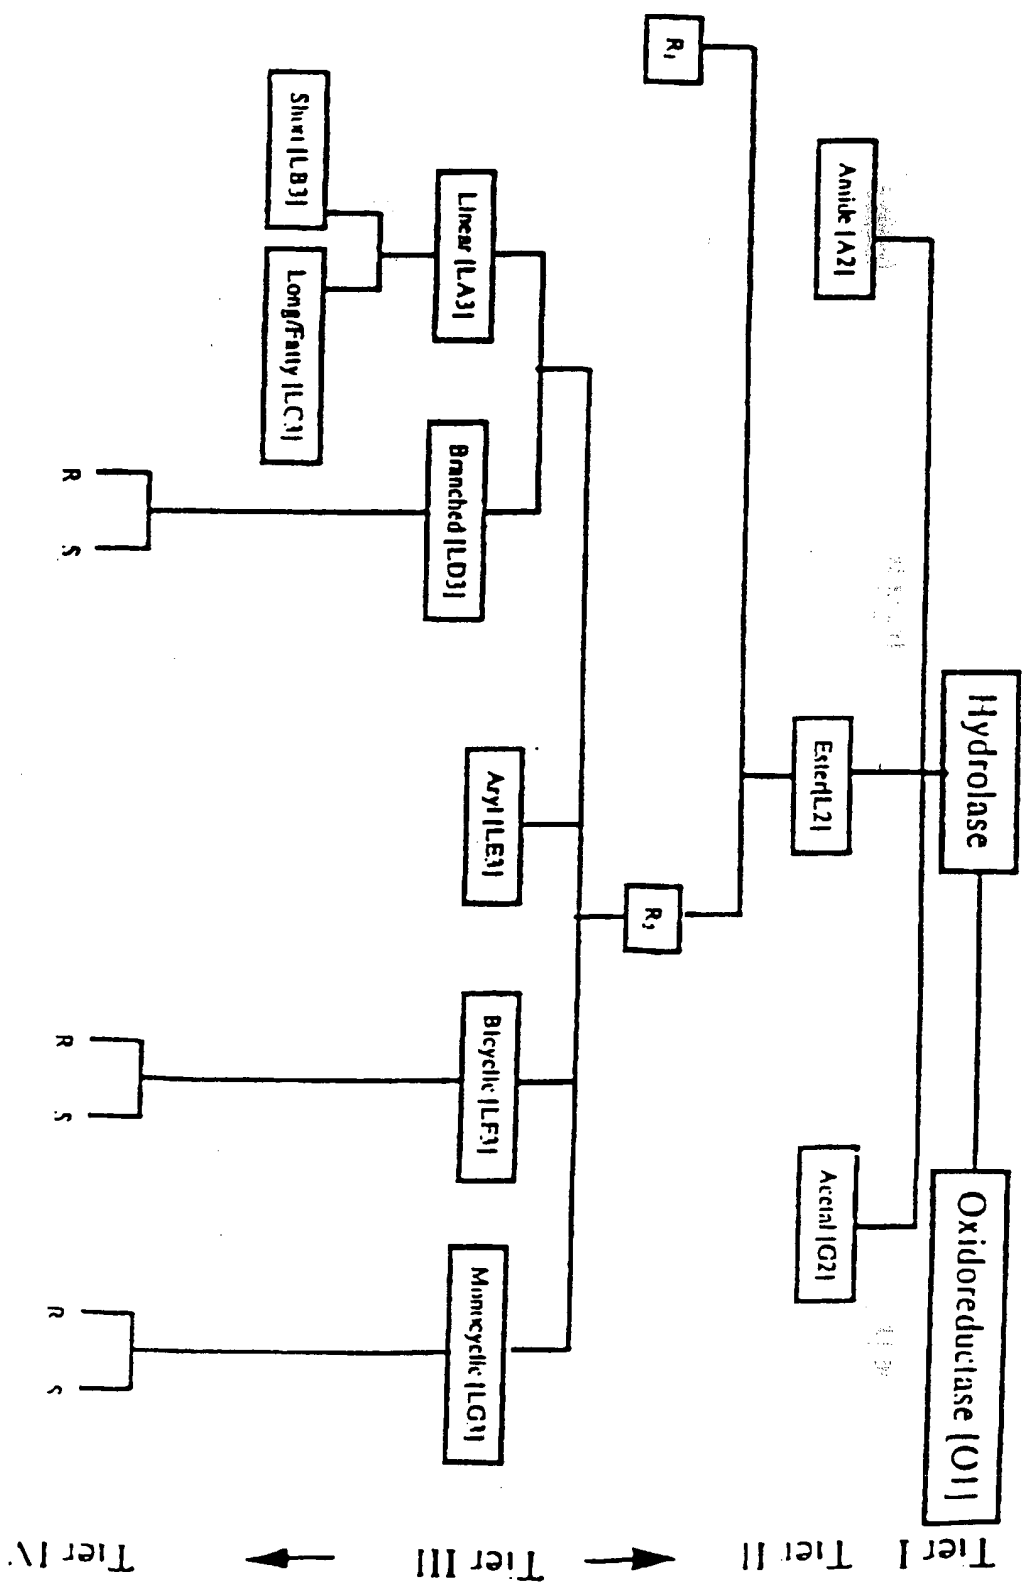 Hydrolase
Oxidoreductase [O1]
Tier I
Amide [A2]
Ester[L2]
Acetal [G2]
Tier II
R₁
R₂
Linear [LA3]
Branched [LD3]
Aryl [LE3]
Bicyclic [LF3]
Monocyclic [LG3]
Tier III
Short [LB3]
Long/Fatty [LC3]
R
S
R
S
R
S
Tier IV